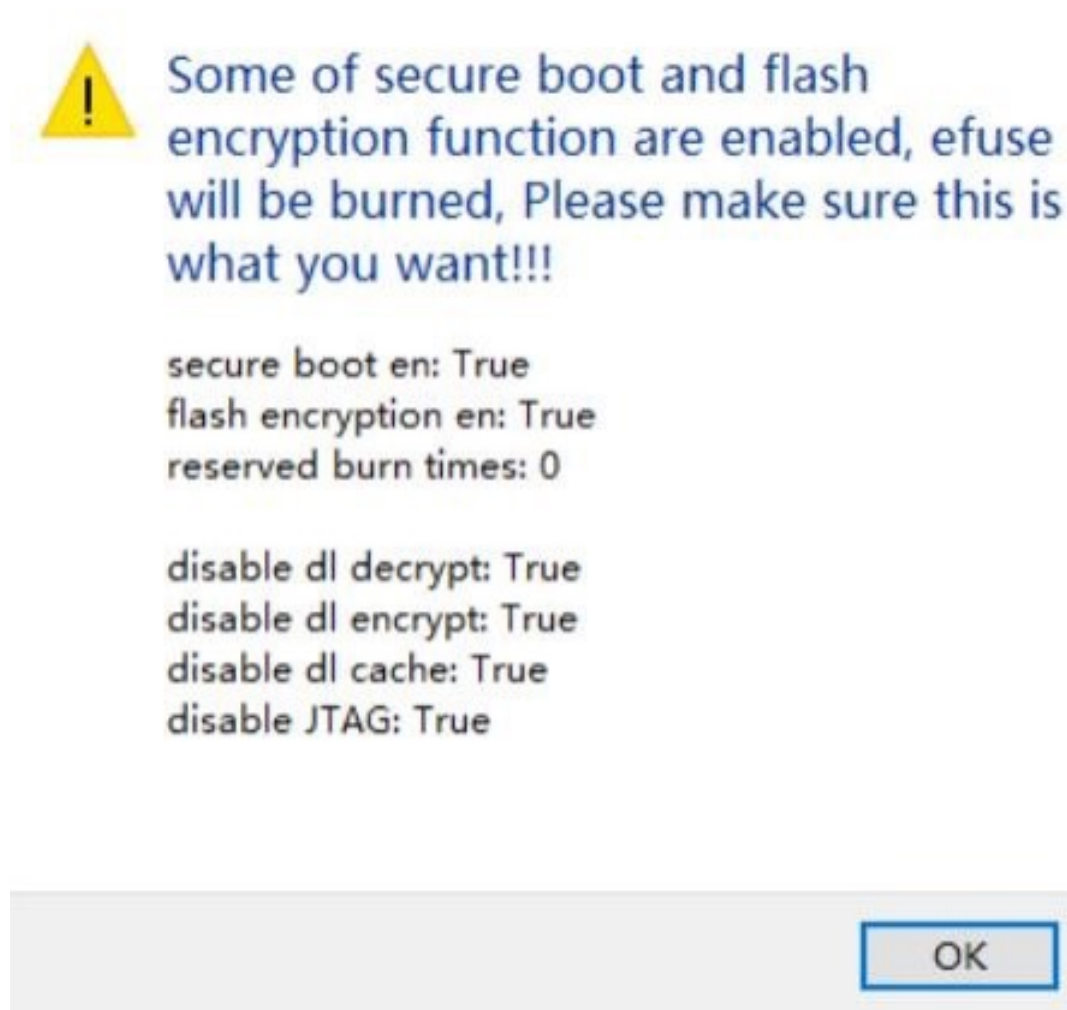 Some of secure boot and flash
encryption function are enabled, efuse
will be burned, Please make sure this is
what you want!!!
secure boot en: True
flash encryption en: True
reserved burn times: 0
disable dl decrypt: True
disable dl encrypt: True
disable dl cache: True
disable JTAG: True
OK